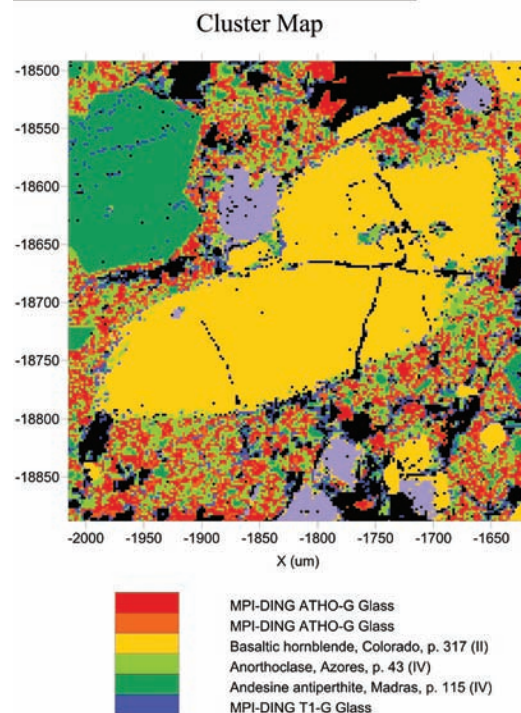 Cluster Map
-18500
-18550
-18600
-18650
-18700
-18750
-18800
-18850
-2000 -1950 -1900 -1850 -1800 -1750 -1700 -1650
X (um)
MPI-DING ATHO-G Glass
MPI-DING ATHO-G Glass
Basaltic hornblende, Colorado, p. 317 (II)
Anorthoclase, Azores, p. 43 (IV)
Andesine antiperthite, Madras, p. 115 (IV)
MPI-DING T1-G Glass